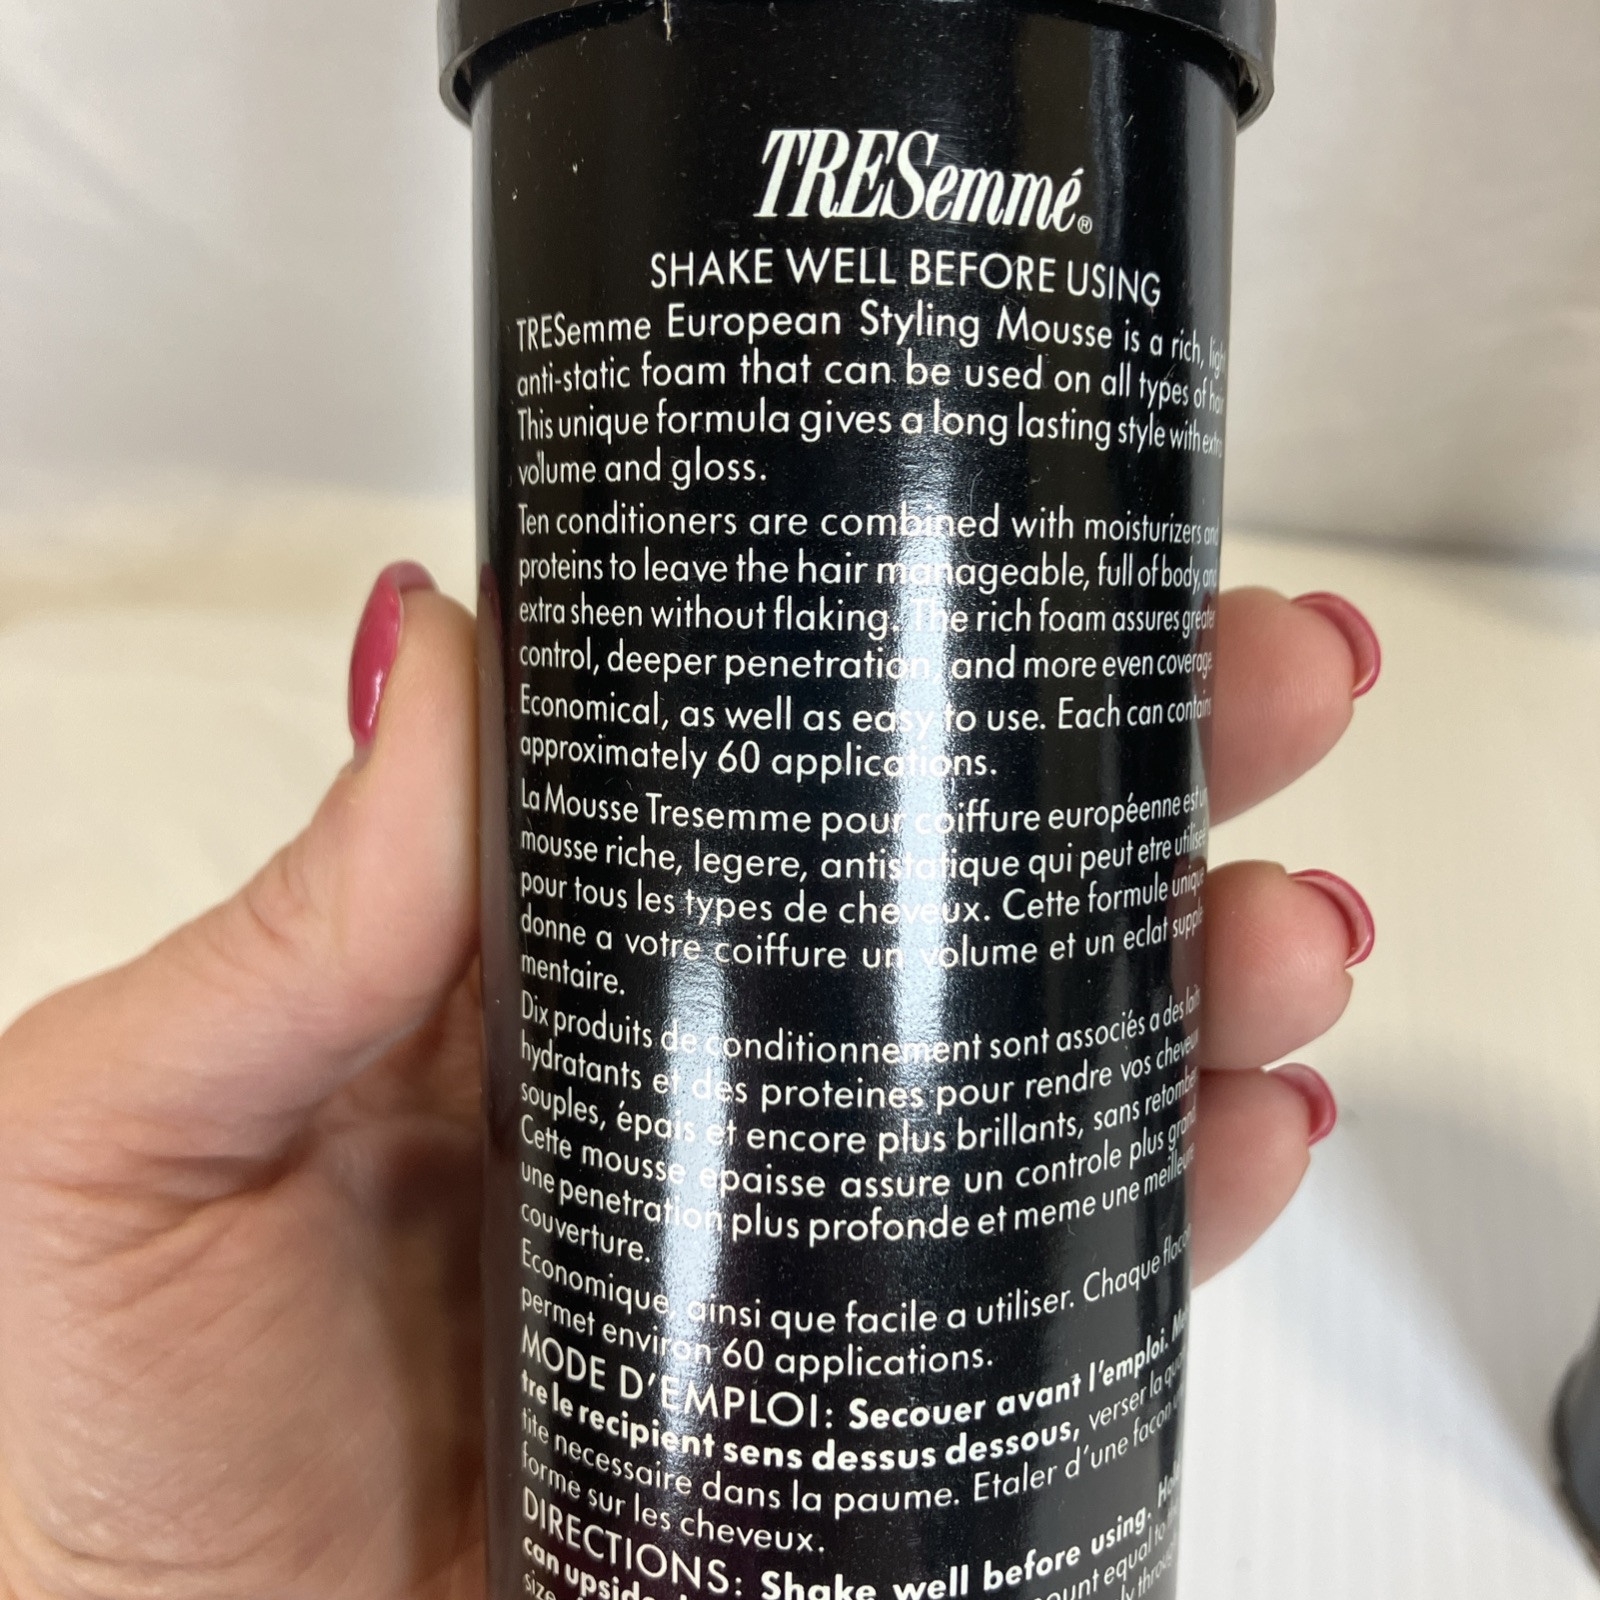 TRESemmé®
SHAKE WELL BEFORE USING
TRESemme European Styling Mousse is a rich, light
anti-static foam that can be used on all types of hair
This unique formula gives a long lasting style with extra
volume and gloss.
Ten conditioners are combined with moisturizers and
proteins to leave the hair manageable, full of body, and
extra sheen without flaking. The rich foam assures greater
control, deeper penetration, and more even coverage
Economical, as well as easy to use. Each can contains
approximately 60 applications.
La Mousse Tresemme pour coiffure européenne est un
mousse riche, legere, antistatique qui peut etre utilisee
pour tous les types de cheveux. Cette formule unique
donne a votre coiffure un volume et un eclat supple
mentaire.
Dix produits de conditionnement sont associés a des laits
hydratants et des proteines pour rendre vos cheveux
souples, épais et encore plus brillants, sans retomber
Cette mousse epaisse assure un controle plus grand
une penetration plus profonde et meme une meilleure
couverture.
Economique, ainsi que facile a utiliser. Chaque flacon
permet environ 60 applications.
MODE D'EMPLOI: Secouer avant l'emploi. Met
tre le recipient sens dessus dessous, verser la quan
tite necessaire dans la paume. Etaler d'une facon
forme sur les cheveux.
DIRECTIONS: Shake well before using. Hold
can upside amount equal to the
size